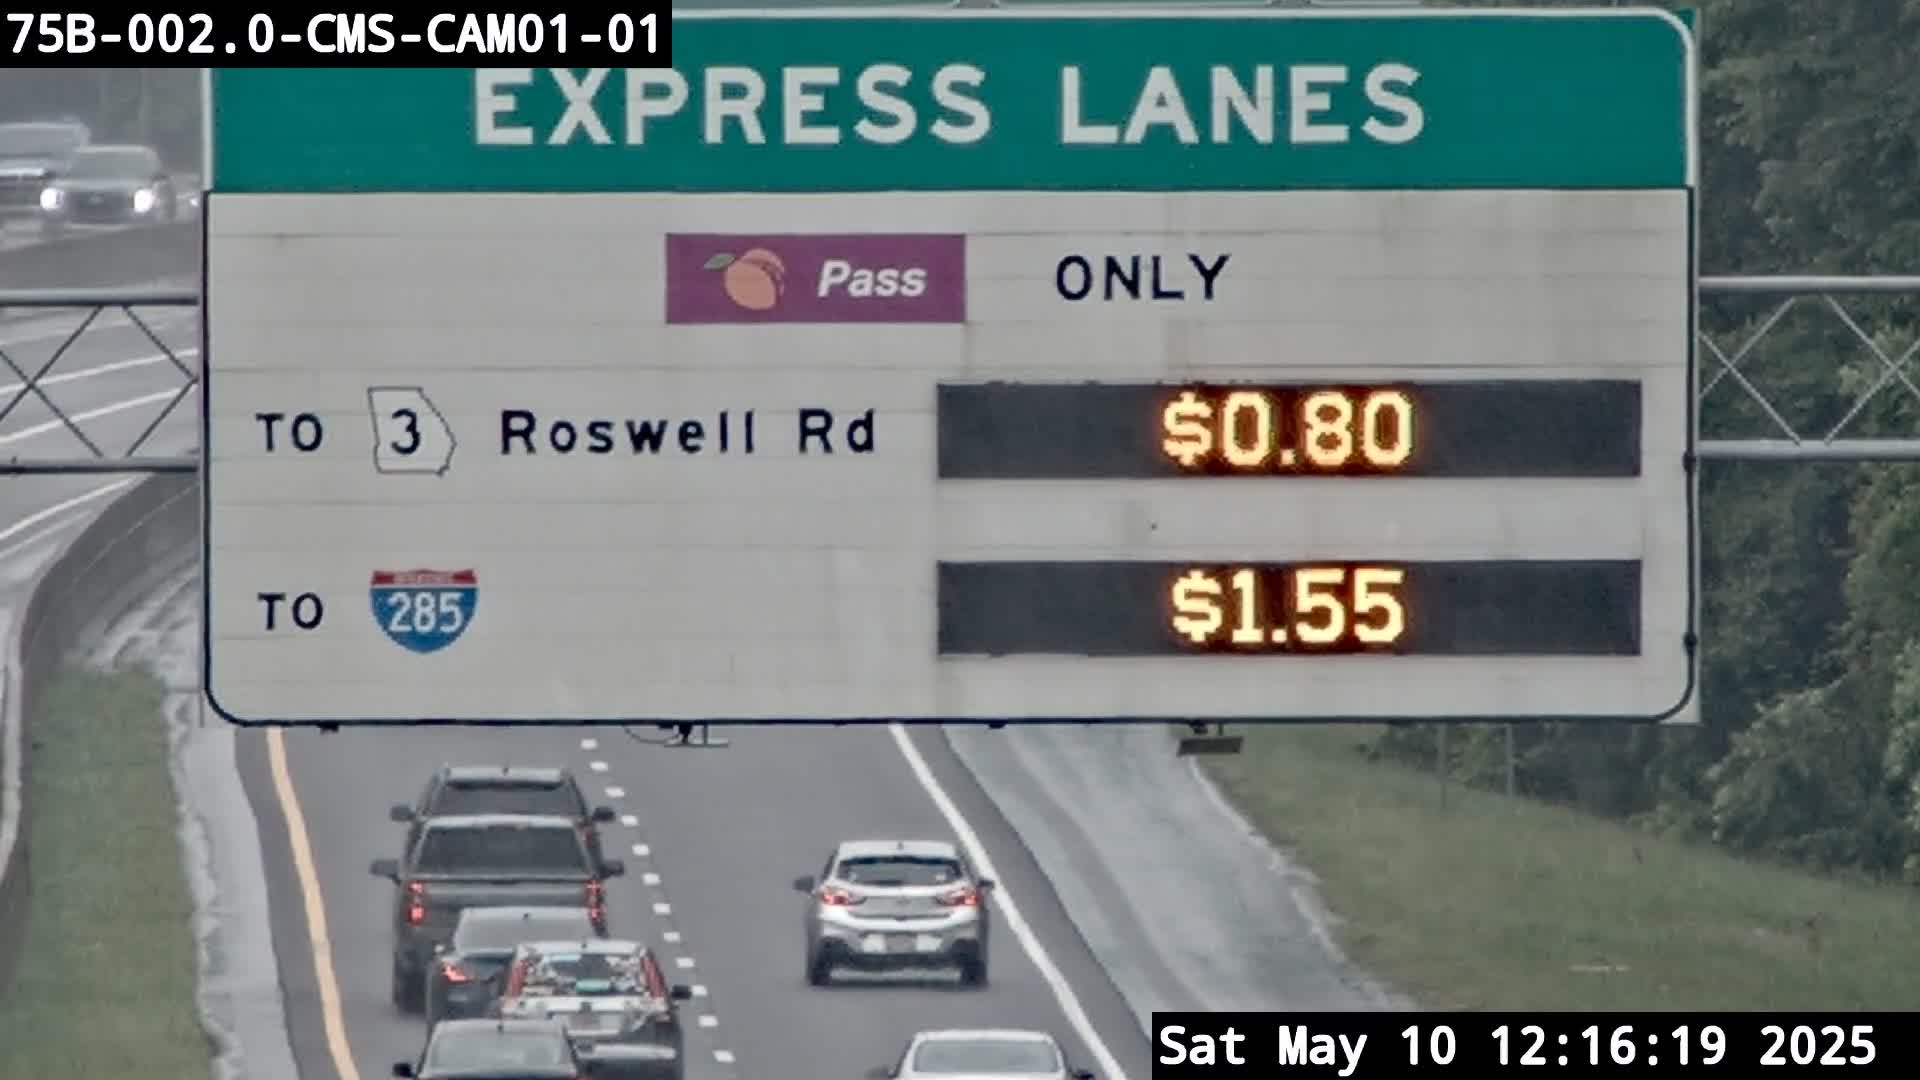 75B-002.0-CMS-CAM01-01
EXPRESS LANES
Pass ONLY
TO 3 Roswell Rd $0.80
TO 285 $1.55
Sat May 10 12:16:19 2025